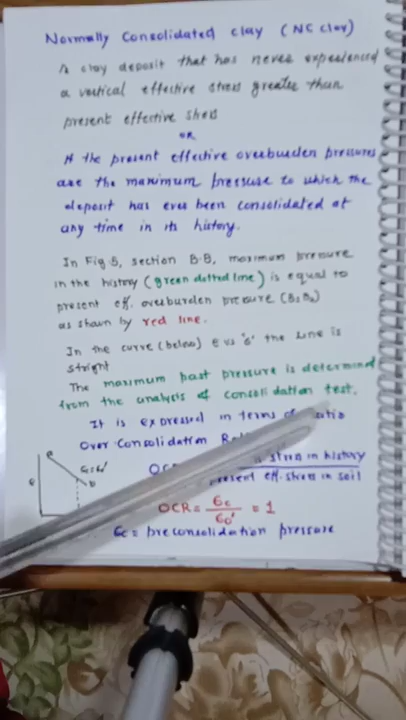 Normally Consolidated clay (NC clay)
A clay deposit that has never experienced
a vertical effective stress greater than
present effective stress
OR
If the present effective overburden pressures
are the maximum pressure to which the
deposit has ever been consolidated at
any time in its history.
In Fig 5, section B-B, maximum pressure
in the history (green dotted line) is equal to
present eff. overburden pressure
as shown by red line.
In the curve (below) e vs σ' the line is
stright
The maximum past pressure is determined
from the analysis of consolidation test.
It is expressed in terms of ratio
Over Consolidation
stress in history
present eff. stress in soil
OCR = σc / σo' = 1
σc = preconsolidation pressure
e